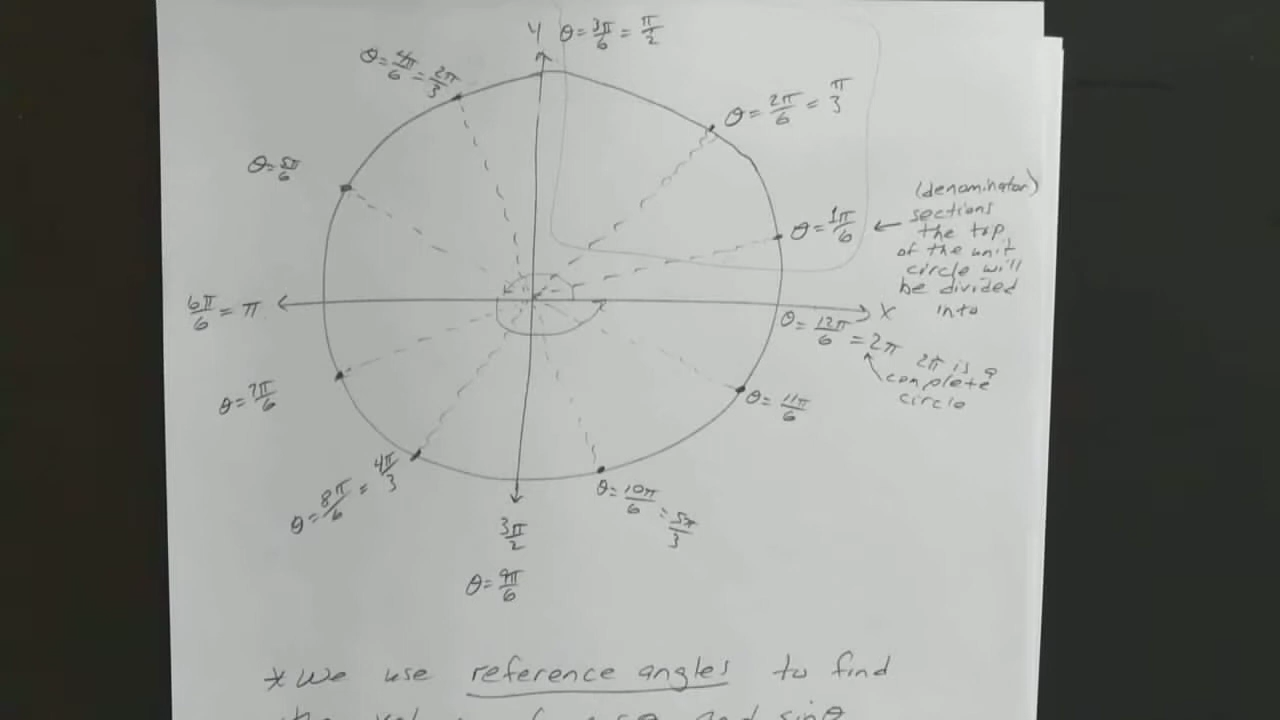 y
θ = 3π/6 = π/2
θ = 4π/6 = 2π/3
θ = 2π/6 = π/3
θ = 5π/6
θ = 1π/6
(denominator)
sections
the top
of the unit
circle will
be divided
into
6π/6 = π
x
θ = 12π/6 = 2π
2π is a
complete
circle
θ = 7π/6
θ = 11π/6
θ = 8π/6 = 4π/3
θ = 10π/6 = 5π/3
3π/2
θ = 9π/6
*We use reference angles to find
and sinθ